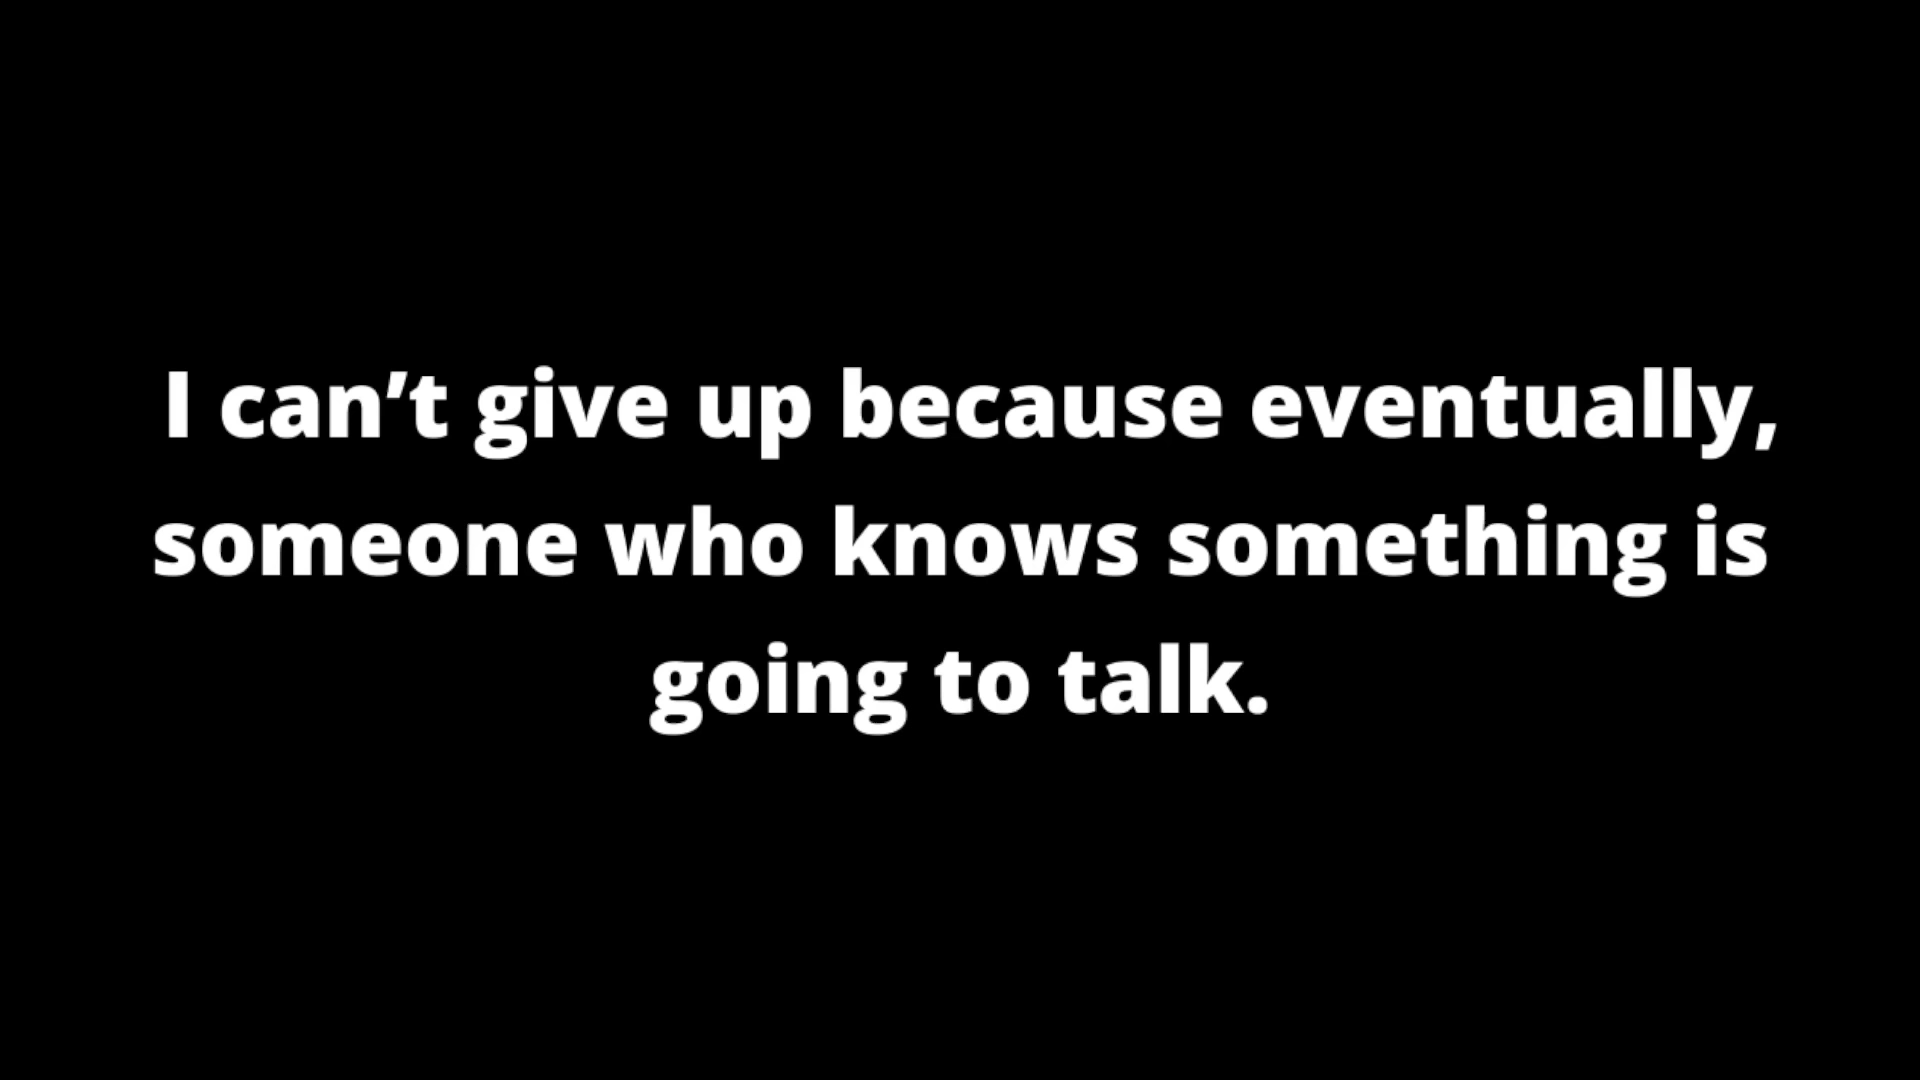 I can’t give up because eventually,
someone who knows something is
going to talk.